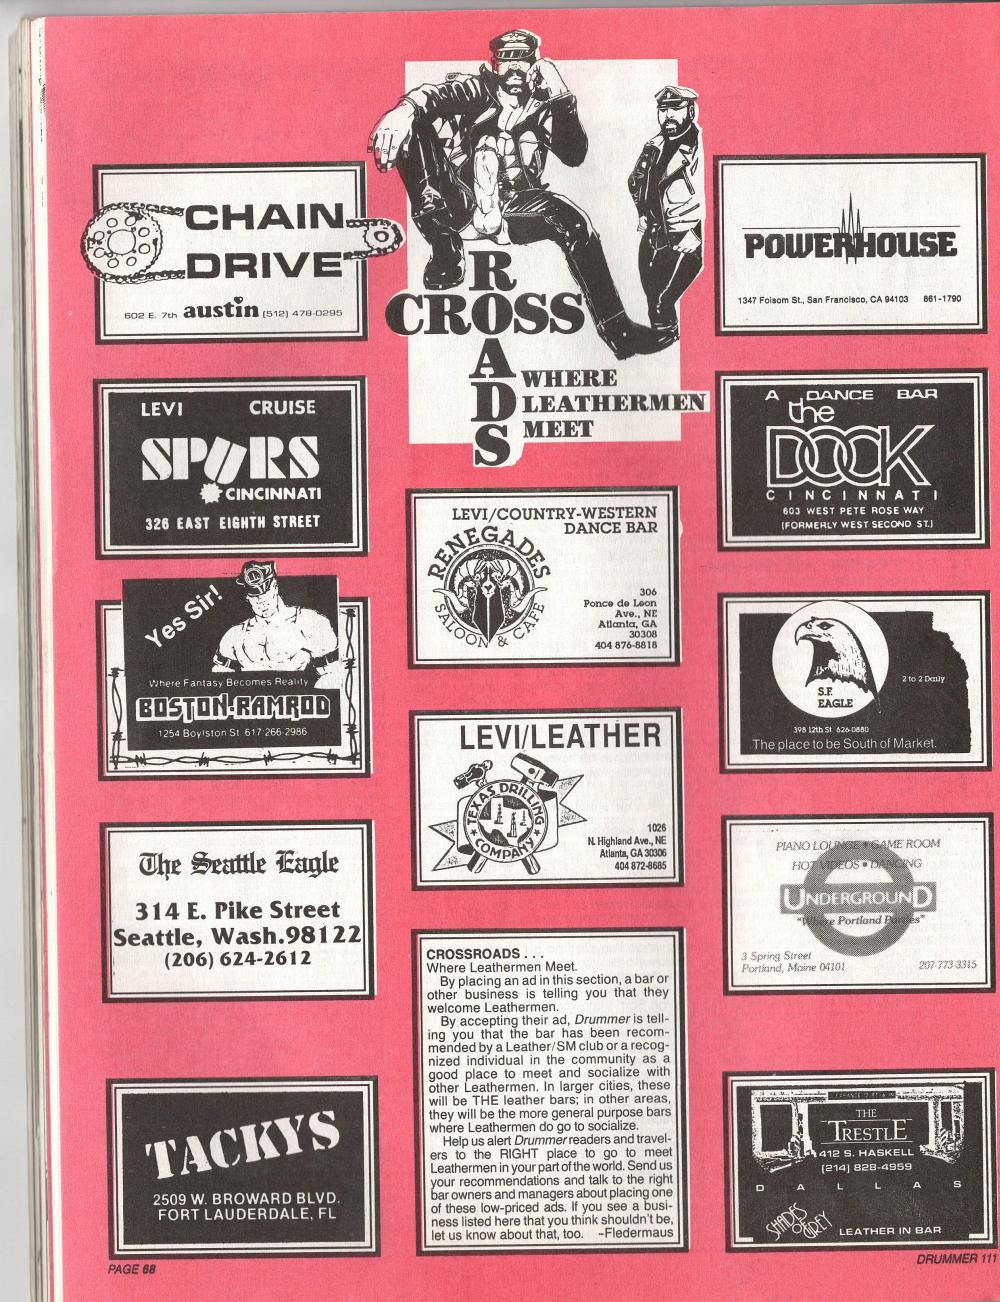 CHAIN
DRIVE
602 E. 7th austin (512) 478-0295
CROSSROADS
WHERE
LEATHERMEN
MEET
POWERHOUSE
1347 Folsom St., San Francisco, CA 94103 861-1790
LEVI CRUISE
SPURS
CINCINNATI
326 EAST EIGHTH STREET
LEVI/COUNTRY-WESTERN
DANCE BAR
RENEGADES
SALOON & CAFE
306
Ponce de Leon
Ave., NE
Atlanta, GA
30308
404 876-8818
A DANCE BAR
the
DOCK
CINCINNATI
603 WEST PETE ROSE WAY
(FORMERLY WEST SECOND ST.)
Yes Sir!
Where Fantasy Becomes Reality
BOSTON-RAMROD
1254 Boylston St. 617-266-2986
LEVI/LEATHER
TEXAS DRILLING
COMPANY
1026
N. Highland Ave., NE
Atlanta, GA 30306
404 872-8685
S.F.
EAGLE
2 to 2 Daily
398 12th St. 626-0880
The place to be South of Market.
The Seattle Eagle
314 E. Pike Street
Seattle, Wash. 98122
(206) 624-2612
PIANO LOUNGE • GAME ROOM
HOT VIDEOS • DANCING
UNDERGROUND
"Where Portland Parties"
3 Spring Street
Portland, Maine 04101
207-773-3315
CROSSROADS . . .
Where Leathermen Meet.
By placing an ad in this section, a bar or
other business is telling you that they
welcome Leathermen.
By accepting their ad, Drummer is tell-
ing you that the bar has been recom-
mended by a Leather/SM club or a recog-
nized individual in the community as a
good place to meet and socialize with
other Leathermen. In larger cities, these
will be THE leather bars; in other areas,
they will be the more general purpose bars
where Leathermen do go to socialize.
Help us alert Drummer readers and travel-
ers to the RIGHT place to go to meet
Leathermen in your part of the world. Send us
your recommendations and talk to the right
bar owners and managers about placing one
of these low-priced ads. If you see a busi-
ness listed here that you think shouldn't be,
let us know about that, too. –Fledermaus
TACKYS
2509 W. BROWARD BLVD.
FORT LAUDERDALE, FL
THE
TRESTLE
412 S. HASKELL
(214) 828-4959
DALLAS
SHADES
OF
GREY
LEATHER IN BAR
PAGE 68
DRUMMER 111